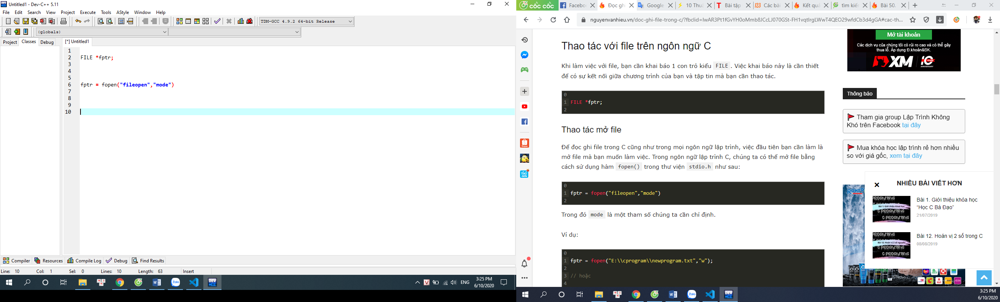 Untitled1 - Dev-C++ 5.11
File Edit Search View Project Execute Tools AStyle Window Help
TDM-GCC 4.9.2 64-bit Release
(globals)
Project Classes Debug
[*] Untitled1
1
2 FILE *fptr;
3
4
5
6 fptr = fopen("fileopen","mode")
7
8
9
10
Compiler Resources Compile Log Debug Find Results
Line: 10 Col: 1 Sel: 0 Lines: 10 Length: 63 Insert
ENG
3:25 PM
6/10/2020
cốc cốc
Facebo
Đọc gh
Google
10 Thu
Bài tập
Các bài
Kết qu
tìm kiế
Bài 50.
nguyenvanhieu.vn/doc-ghi-file-trong-c/?fbclid=IwAR3Pt1fGvYH0oMmb8JCcLJ070GSt-FH1vqtIrgLWwT4QEO29wfdCb3d4gGA#cac-th...
Thao tác với file trên ngôn ngữ C
Khi làm việc với file, bạn cần khai báo 1 con trỏ kiểu FILE. Việc khai báo này là cần thiết
để có sự kết nối giữa chương trình của bạn và tập tin mà bạn cần thao tác.
0
1 FILE *fptr;
2
Thao tác mở file
Để đọc ghi file trong C cũng như trong mọi ngôn ngữ lập trình, việc đầu tiên bạn cần làm là
mở file mà bạn muốn làm việc. Trong ngôn ngữ lập trình C, chúng ta có thể mở file bằng
cách sử dụng hàm fopen() trong thư viện stdio.h như sau:
0
1 fptr = fopen("fileopen","mode")
2
Trong đó mode là một tham số chúng ta cần chỉ định.
Ví dụ:
0
1 fptr = fopen("E:\\cprogram\\newprogram.txt","w");
2
3 // hoặc
4
Mở tài khoản
Các dịch vụ của chúng tôi có rủi ro cao và có thể gây
thua lỗ. Áp dụng Đ.khoản&ĐK.
XM 10 YEARS
ANNIVERSARY
Thông báo
Tham gia group Lập Trình Không
Khó trên Facebook tại đây
Mua khóa học lập trình rẻ hơn nhiều
so với giá gốc, xem tại đây
ROHTO
NHIỀU BÀI VIẾT HƠN
Bài 1. Giới thiệu khóa học
“Học C Bá Đạo”
21/07/2019
Bài 12. Hoán vị 2 số trong C
08/08/2019
3:25 PM
6/10/2020